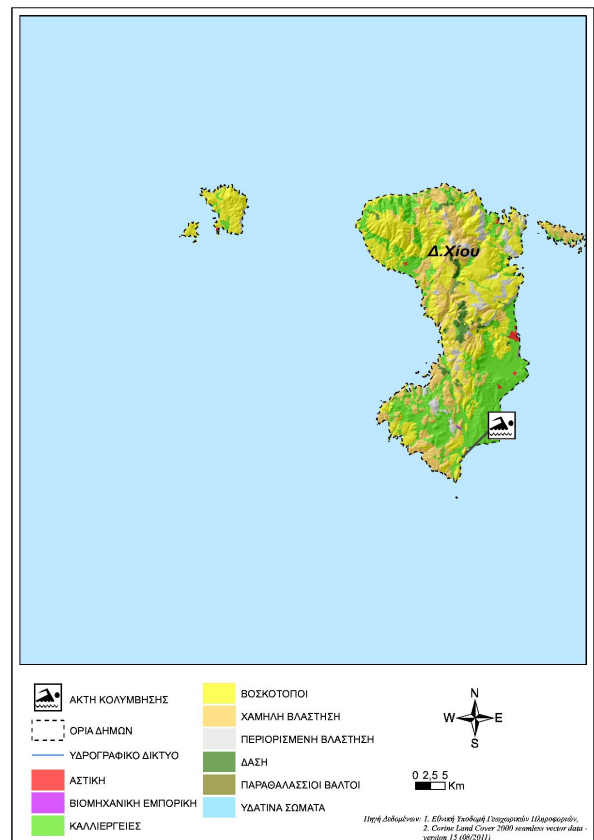 Δ.Χίου
ΑΚΤΗ ΚΟΛΥΜΒΗΣΗΣ
ΟΡΙΑ ΔΗΜΩΝ
ΥΔΡΟΓΡΑΦΙΚΟ ΔΙΚΤΥΟ
ΑΣΤΙΚΗ
ΒΙΟΜΗΧΑΝΙΚΗ ΕΜΠΟΡΙΚΗ
ΚΑΛΛΙΕΡΓΕΙΕΣ
ΒΟΣΚΟΤΟΠΟΙ
ΧΑΜΗΛΗ ΒΛΑΣΤΗΣΗ
ΠΕΡΙΟΡΙΣΜΕΝΗ ΒΛΑΣΤΗΣΗ
ΔΑΣΗ
ΠΑΡΑΘΑΛΑΣΣΙΟΙ ΒΑΛΤΟΙ
ΥΔΑΤΙΝΑ ΣΩΜΑΤΑ
N
W E
S
0 2,5 5
Km
Πηγή Δεδομένων: 1. Εθνική Υποδομή Γεωχωρικών Πληροφοριών,
2. Corine Land Cover 2000 seamless vector data -
version 15 (08/2011)